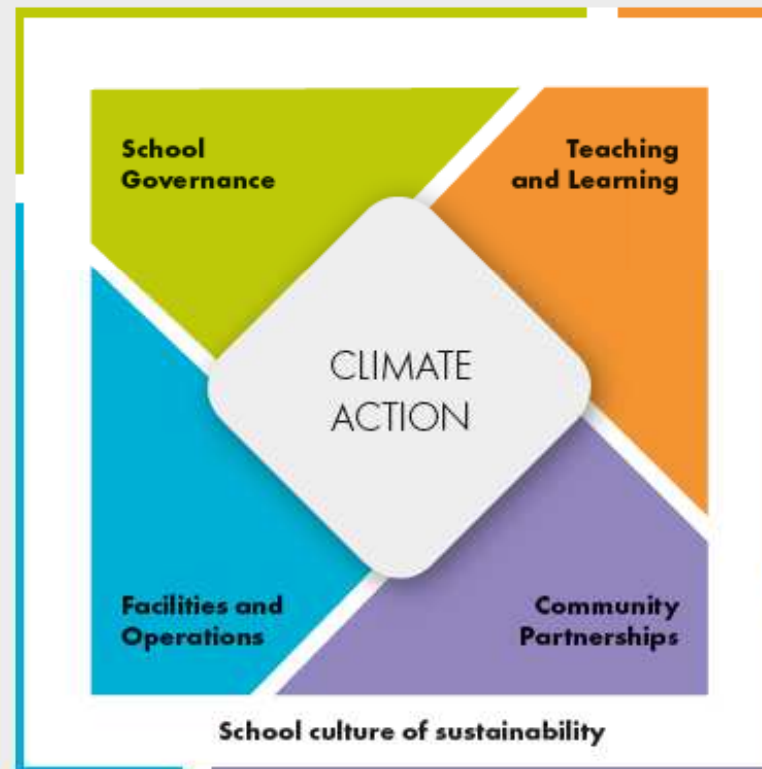 School
Governance
Teaching
and Learning
CLIMATE
ACTION
Facilities and
Operations
Community
Partnerships
School culture of sustainability